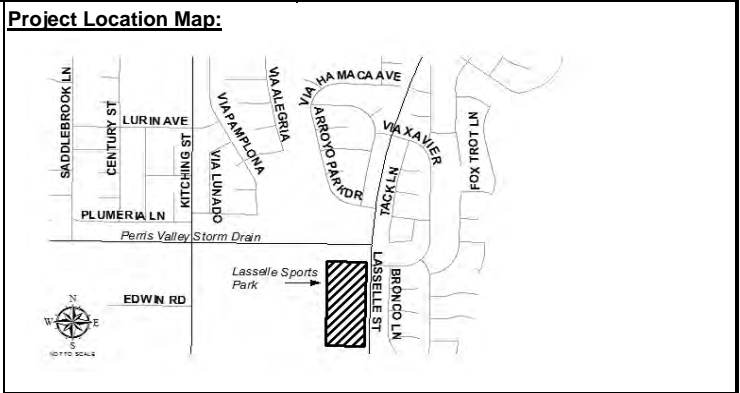 Project Location Map:
SADDLEBROOK LN
CENTURY ST
LURIN AVE
KITCHING ST
VIA LUNADO
VIA PAMPLONA
VIA ALEGRIA
VIA HAMACA AVE
ARROYO PARK DR
VIA XAVIER
TACK LN
FOX TROT LN
PLUMERIA LN
Perris Valley Storm Drain
Lasselle Sports
Park
LASSELLE ST
BRONCO LN
EDWIN RD
N
W
E
S
NOT TO SCALE